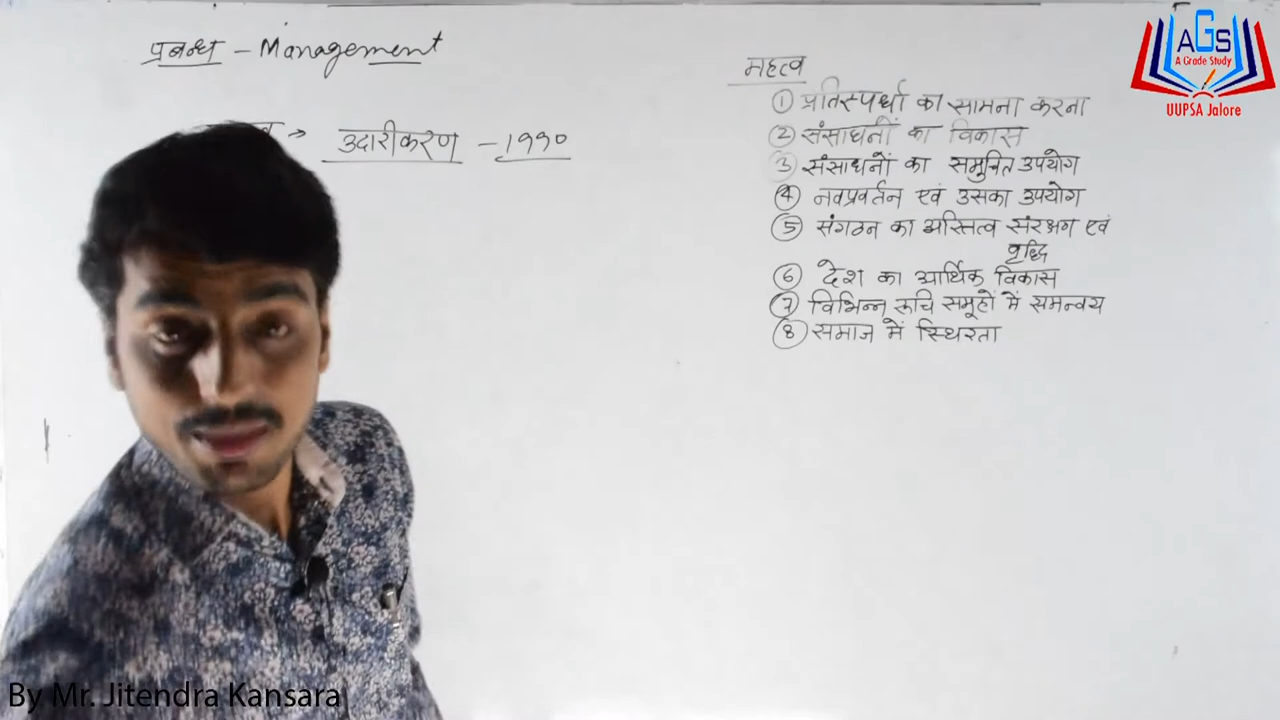 प्रबन्ध - Management
→ उदारीकरण - १९९०
महत्व
① प्रतिस्पर्धा का सामना करना
② संसाधनों का विकास
③ संसाधनों का समुचित उपयोग
④ नवप्रवर्तन एवं उसका उपयोग
⑤ संगठन का अस्तित्व संरक्षण एवं
वृद्धि
⑥ देश का आर्थिक विकास
⑦ विभिन्न रूचि समूहों में समन्वय
⑧ समाज में स्थिरता
AGS
A Grade Study
UUPSA Jalore
By Mr. Jitendra Kansara